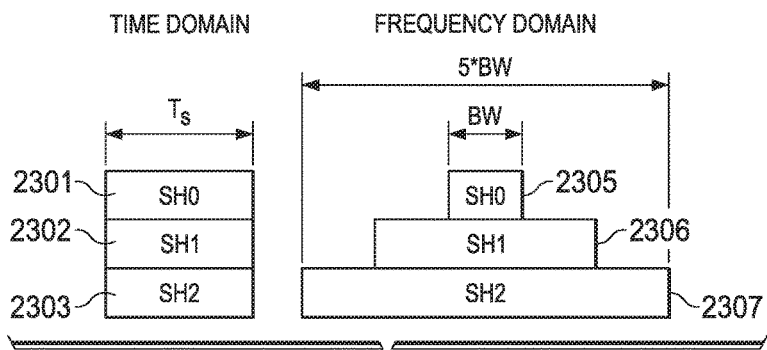 TIME DOMAIN FREQUENCY DOMAIN
5*BW
Ts BW
2301 SH0 SH0 2305
2302 SH1 SH1 2306
2303 SH2 SH2 2307